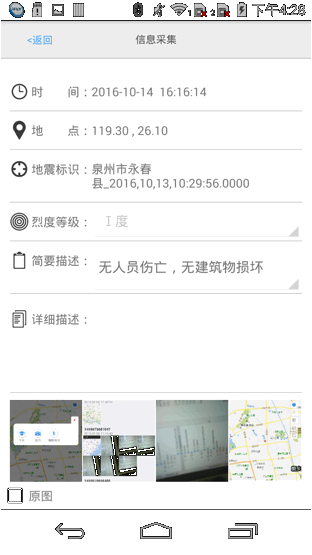 下午4:28
<返回 信息采集
时 间：2016-10-14 16:16:14
地 点：119.30 , 26.10
地震标识：泉州市永春
县_2016,10,13,10:29:56.0000
烈度等级： I 度
简要描述： 无人员伤亡，无建筑物损坏
详细描述：
原图